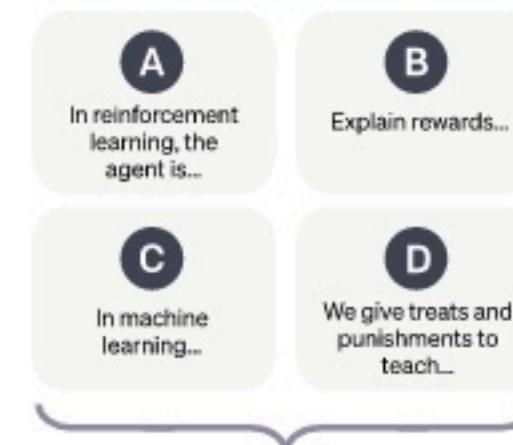 A
In reinforcement
learning, the
agent is...
B
Explain rewards...
C
In machine
learning...
D
We give treats and
punishments to
teach...